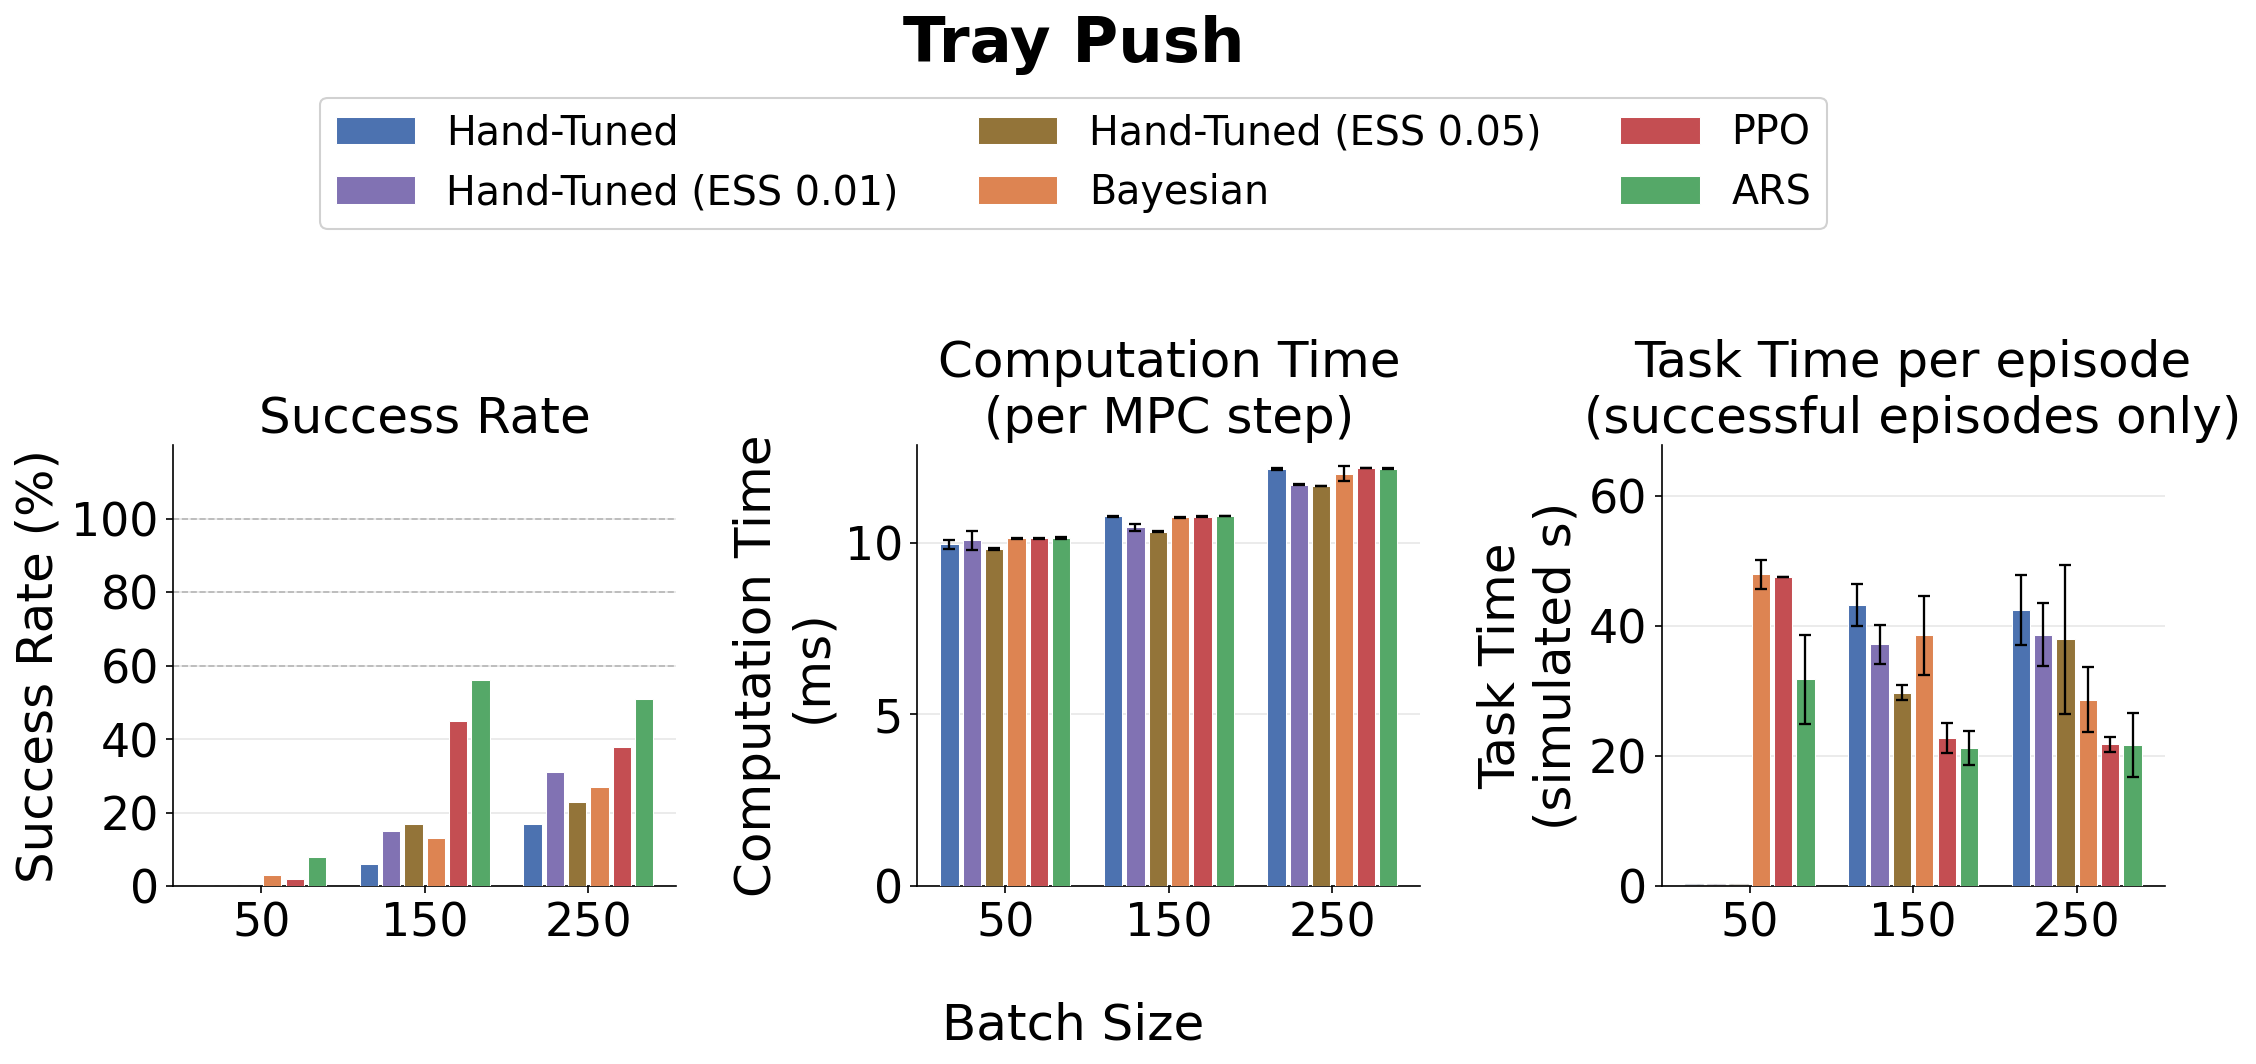 Tray Push
Hand-Tuned
Hand-Tuned (ESS 0.01)
Hand-Tuned (ESS 0.05)
Bayesian
PPO
ARS
Success Rate
Success Rate (%)
100
80
60
40
20
0
50 150 250
Computation Time
(per MPC step)
Computation Time
(ms)
10
5
0
50 150 250
Task Time per episode
(successful episodes only)
Task Time
(simulated s)
60
40
20
0
50 150 250
Batch Size